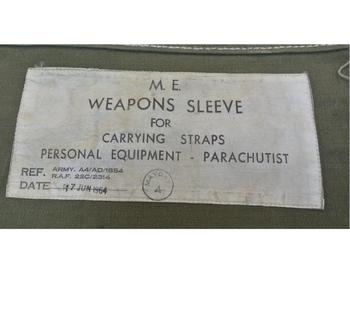 M. E.
WEAPONS SLEEVE
FOR
CARRYING STRAPS
PERSONAL EQUIPMENT - PARACHUTIST
REF. ARMY. A4/AD/1854
R.A.F. 22C/2314
DATE 17 JUN 1964
4